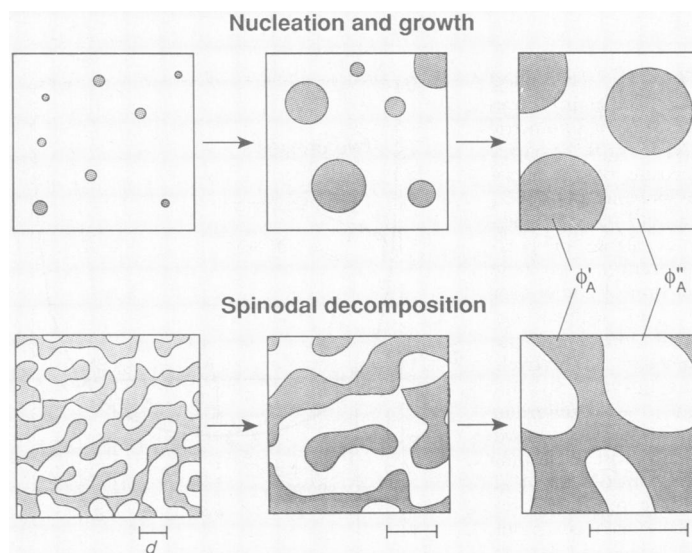 Nucleation and growth
ϕ'A ϕ''A
Spinodal decomposition
d